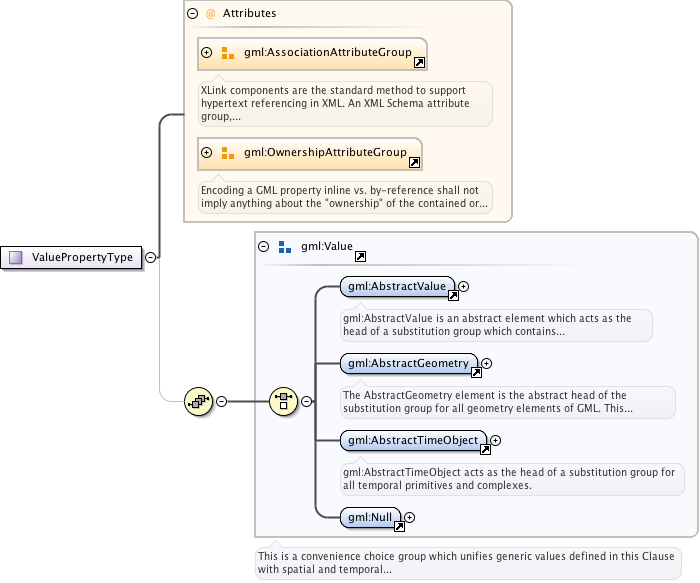 @ Attributes
gml:AssociationAttributeGroup
XLink components are the standard method to support
hypertext referencing in XML. An XML Schema attribute
group,...
gml:OwnershipAttributeGroup
Encoding a GML property inline vs. by-reference shall not
imply anything about the "ownership" of the contained or...
ValuePropertyType
gml:Value
gml:AbstractValue
gml:AbstractValue is an abstract element which acts as the
head of a substitution group which contains...
gml:AbstractGeometry
The AbstractGeometry element is the abstract head of the
substitution group for all geometry elements of GML. This...
gml:AbstractTimeObject
gml:AbstractTimeObject acts as the head of a substitution group for
all temporal primitives and complexes.
gml:Null
This is a convenience choice group which unifies generic values defined in this Clause
with spatial and temporal...